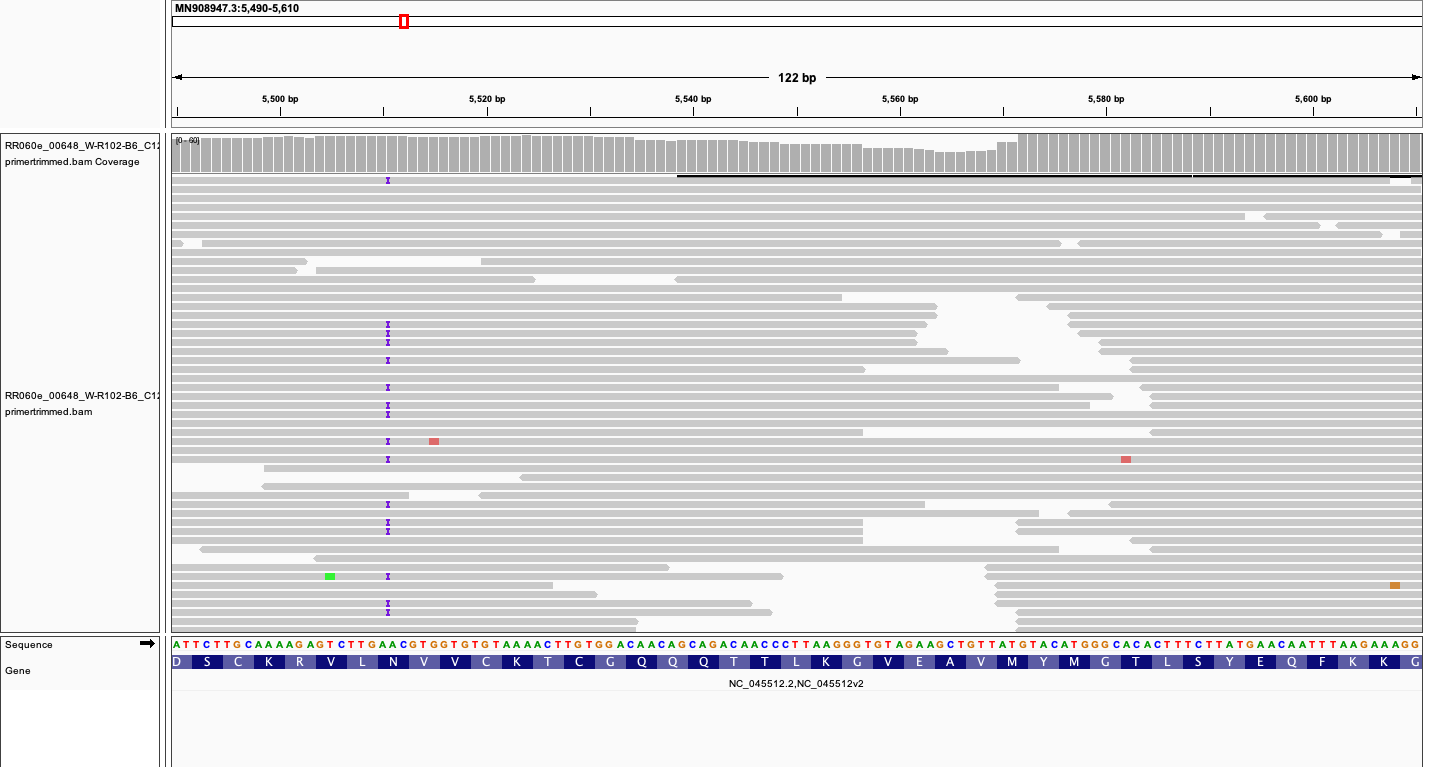 MN908947.3:5,490-5,610
122 bp
5,500 bp 5,520 bp 5,540 bp 5,560 bp 5,580 bp 5,600 bp
RR060e_00648_W-R102-B6_C12
primertrimmed.bam Coverage
[0 - 60]
RR060e_00648_W-R102-B6_C12
primertrimmed.bam
Sequence
ATTCTTGCAAAAGAGTCTTGAACGTGGTGTGTAAAACTTGTGGACAACAGCAGACAACCCTTAAGGGTGTAGAAGCTGTTATGTACATGGGCACACTTTCTTATGAACAATTTAAGAAAGG
Gene
D S C K R V L N V V C K T C G Q Q Q T T L K G V E A V M Y M G T L S Y E Q F K K G
NC_045512.2,NC_045512v2